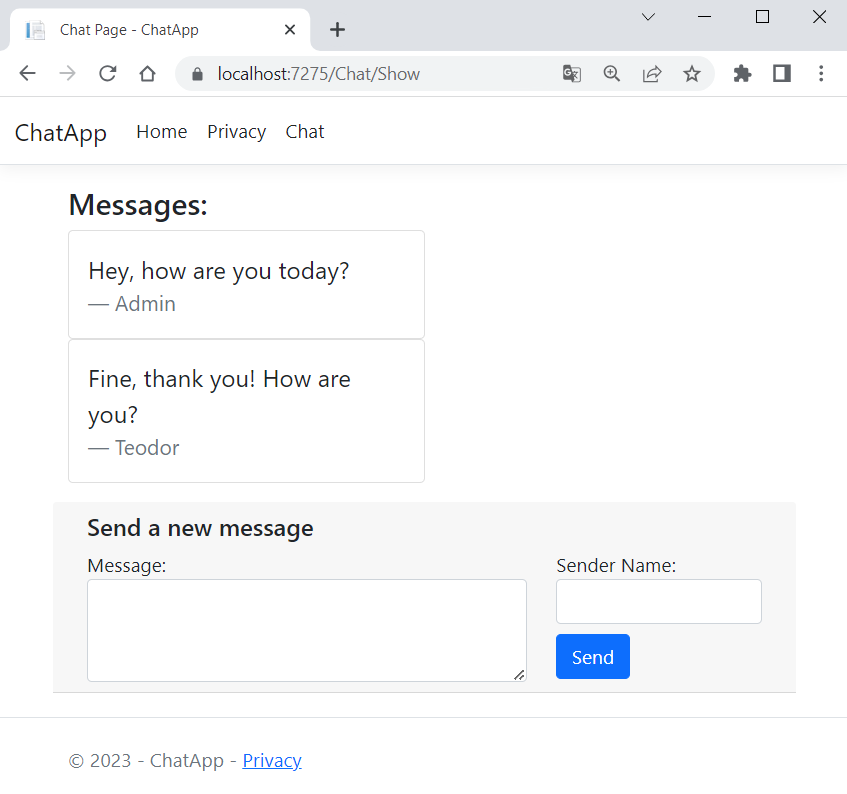 Chat Page - ChatApp
localhost:7275/Chat/Show
ChatApp Home Privacy Chat
Messages:
Hey, how are you today?
— Admin
Fine, thank you! How are
you?
— Teodor
Send a new message
Message:
Sender Name:
Send
© 2023 - ChatApp - Privacy